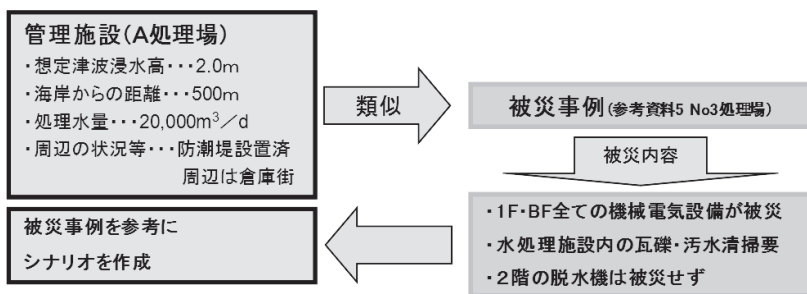 管理施設(A処理場)
・想定津波浸水高・・・2.0m
・海岸からの距離・・・500m
・処理水量・・・20,000m³/d
・周辺の状況等・・・防潮堤設置済
周辺は倉庫街
類似
被災事例(参考資料5 No3処理場)
被災内容
・1F・BF全ての機械電気設備が被災
・水処理施設内の瓦礫・汚水清掃要
・2階の脱水機は被災せず
被災事例を参考に
シナリオを作成